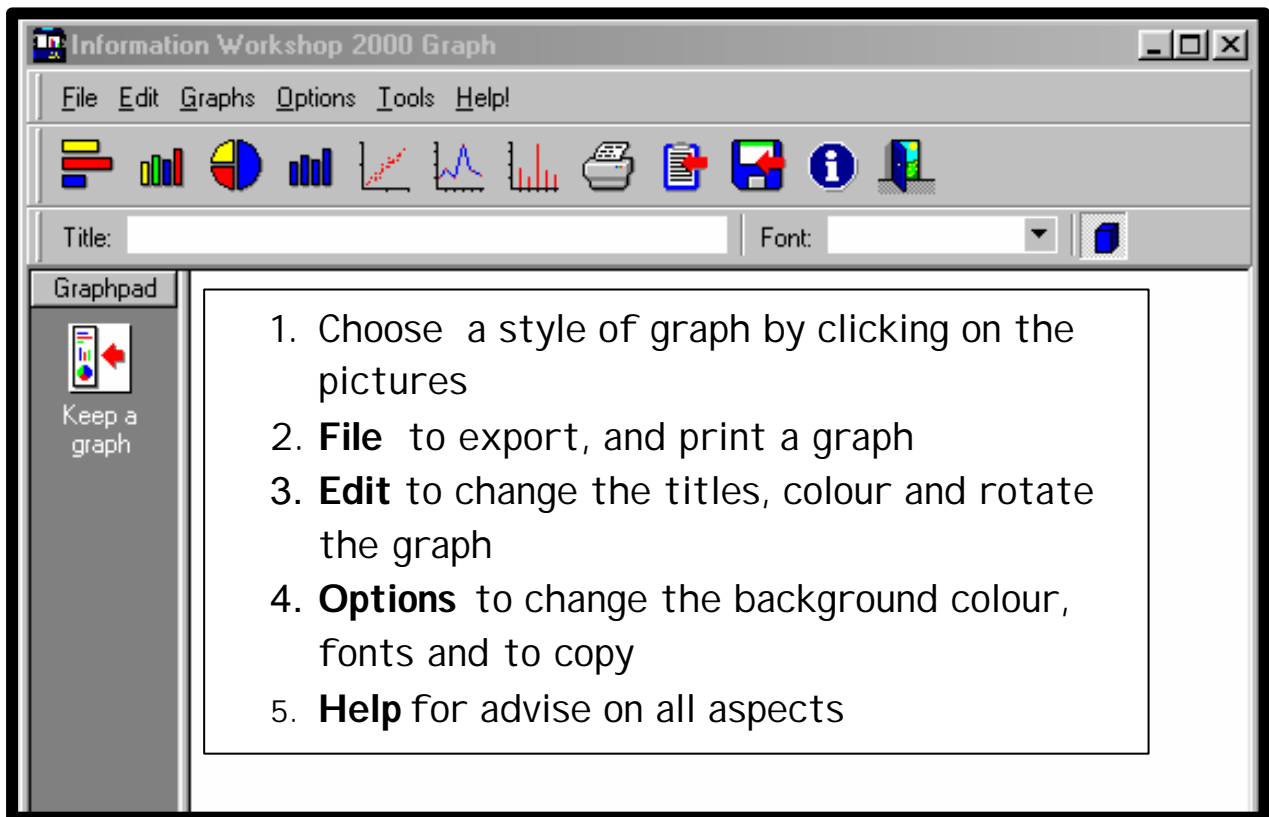 Information Workshop 2000 Graph
File Edit Graphs Options Tools Help!
Title:
Font:
Graphpad
Keep a
graph
1. Choose a style of graph by clicking on the
pictures
2. File to export, and print a graph
3. Edit to change the titles, colour and rotate
the graph
4. Options to change the background colour,
fonts and to copy
5. Help for advise on all aspects